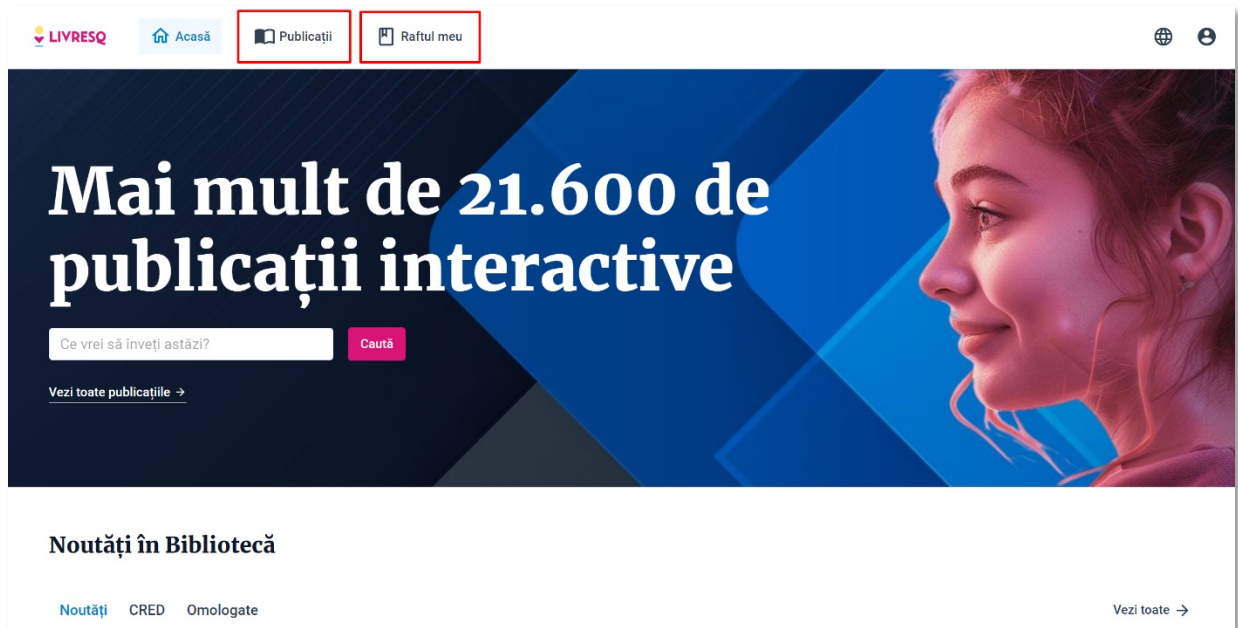 LIVRESQ Acasă Publicații Raftul meu
Mai mult de 21.600 de
publicații interactive
Ce vrei să înveți astăzi? Caută
Vezi toate publicațiile →
Noutăți în Bibliotecă
Noutăți CRED Omologate Vezi toate →